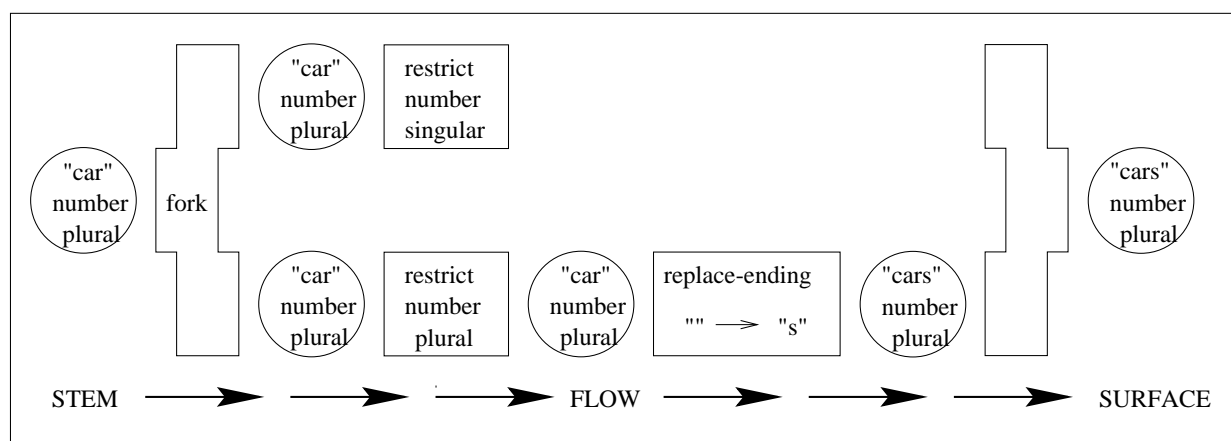 "car"
number
plural
restrict
number
singular
"car"
number
plural
fork
"cars"
number
plural
"car"
number
plural
restrict
number
plural
"car"
number
plural
replace-ending
"" "s"
"cars"
number
plural
STEM FLOW SURFACE